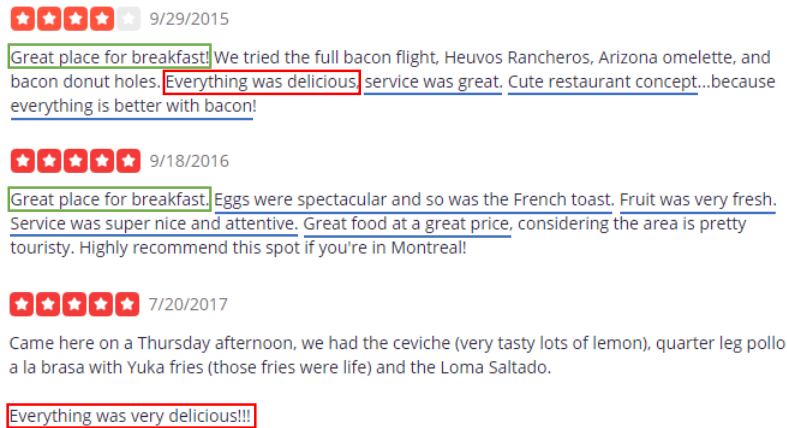 9/29/2015
Great place for breakfast! We tried the full bacon flight, Heuvos Rancheros, Arizona omelette, and
bacon donut holes. Everything was delicious, service was great. Cute restaurant concept...because
everything is better with bacon!
9/18/2016
Great place for breakfast. Eggs were spectacular and so was the French toast. Fruit was very fresh.
Service was super nice and attentive. Great food at a great price, considering the area is pretty
touristy. Highly recommend this spot if you're in Montreal!
7/20/2017
Came here on a Thursday afternoon, we had the ceviche (very tasty lots of lemon), quarter leg pollo
a la brasa with Yuka fries (those fries were life) and the Loma Saltado.
Everything was very delicious!!!